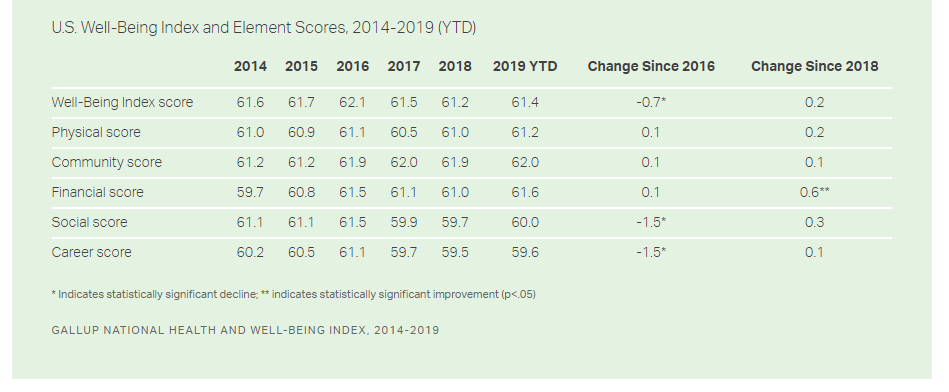 U.S. Well-Being Index and Element Scores, 2014-2019 (YTD)
2014 2015 2016 2017 2018 2019 YTD Change Since 2016 Change Since 2018
Well-Being Index score 61.6 61.7 62.1 61.5 61.2 61.4 -0.7* 0.2
Physical score 61.0 60.9 61.1 60.5 61.0 61.2 0.1 0.2
Community score 61.2 61.2 61.9 62.0 61.9 62.0 0.1 0.1
Financial score 59.7 60.8 61.5 61.1 61.0 61.6 0.1 0.6**
Social score 61.1 61.1 61.5 59.9 59.7 60.0 -1.5* 0.3
Career score 60.2 60.5 61.1 59.7 59.5 59.6 -1.5* 0.1
* Indicates statistically significant decline; ** indicates statistically significant improvement (p<.05)
GALLUP NATIONAL HEALTH AND WELL-BEING INDEX, 2014-2019